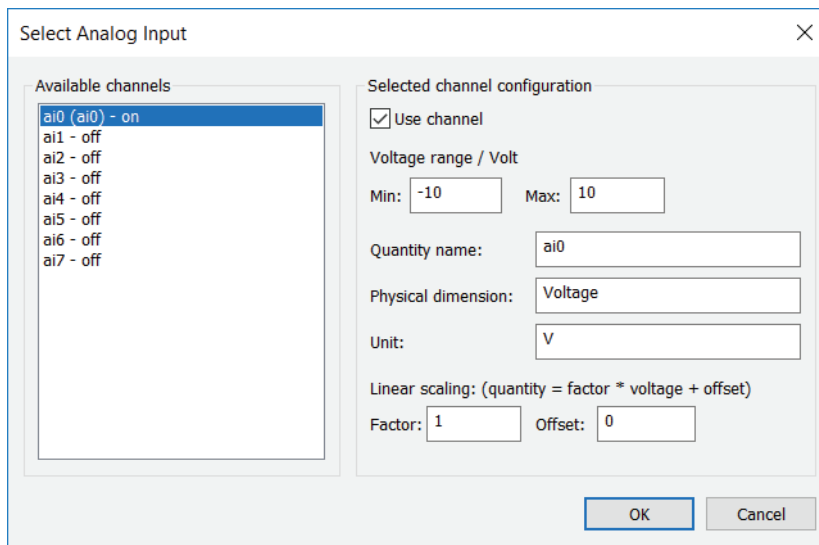 Select Analog Input
Available channels
ai0 (ai0) - on
ai1 - off
ai2 - off
ai3 - off
ai4 - off
ai5 - off
ai6 - off
ai7 - off
Selected channel configuration
Use channel
Voltage range / Volt
Min: -10 Max: 10
Quantity name: ai0
Physical dimension: Voltage
Unit: V
Linear scaling: (quantity = factor * voltage + offset)
Factor: 1 Offset: 0
OK Cancel